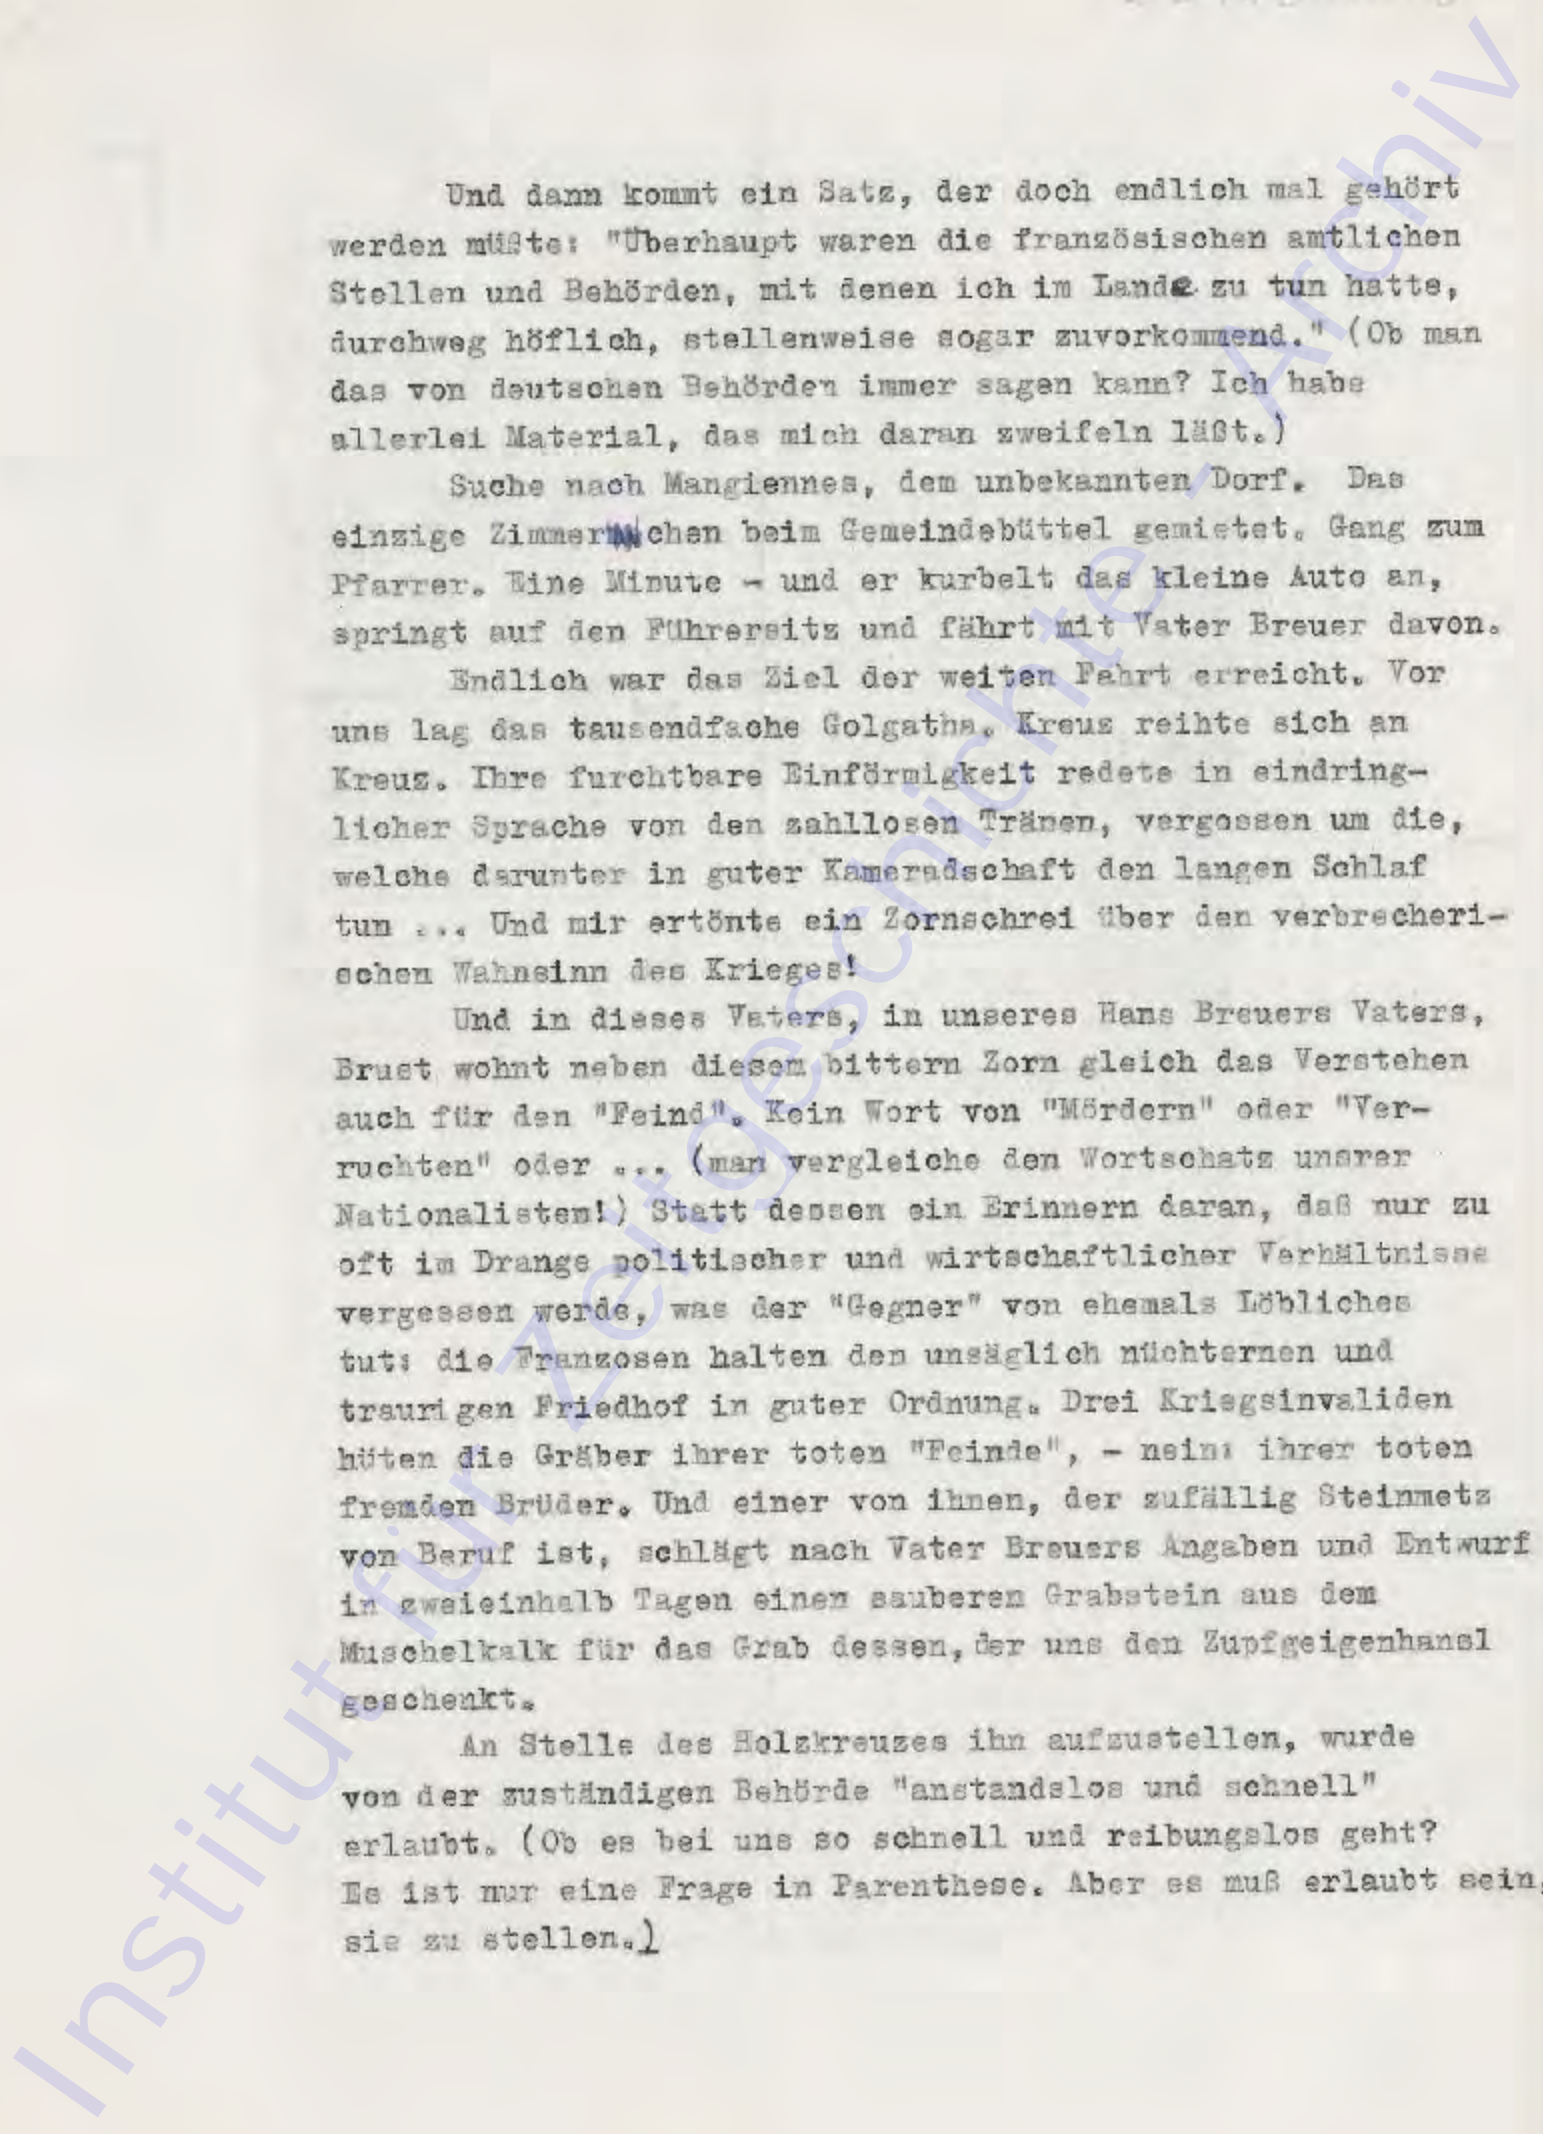 Und dann kommt ein Satz, der doch endlich mal gehört
werden müßte: "Überhaupt waren die französischen amtlichen
Stellen und Behörden, mit denen ich im Lande zu tun hatte,
durchweg höflich, stellenweise sogar zuvorkommend." (Ob man
das von deutschen Behörden immer sagen kann? Ich habe
allerlei Material, das mich daran zweifeln läßt.)
Suche nach Mangiennes, dem unbekannten Dorf. Das
einzige Zimmerchen beim Gemeindebüttel gemietet. Gang zum
Pfarrer. Eine Minute - und er kurbelt das kleine Auto an,
springt auf den Führersitz und fährt mit Vater Breuer davon.
Endlich war das Ziel der weiten Fahrt erreicht. Vor
uns lag das tausendfache Golgatha. Kreuz reihte sich an
Kreuz. Ihre furchtbare Einförmigkeit redete in eindring-
licher Sprache von den zahllosen Tränen, vergossen um die,
welche darunter in guter Kameradschaft den langen Schlaf
tun ... Und mir ertönte ein Zornschrei über den verbrecheri-
schen Wahnsinn des Krieges!
Und in dieses Vaters, in unseres Hans Breuers Vaters,
Brust wohnt neben diesem bittern Zorn gleich das Verstehen
auch für den "Feind". Kein Wort von "Mördern" oder "Ver-
ruchten" oder ... (man vergleiche den Wortschatz unsrer
Nationalisten!) Statt dessen ein Erinnern daran, daß nur zu
oft im Drange politischer und wirtschaftlicher Verhältnisse
vergessen werde, was der "Gegner" von ehemals Löbliches
tut: die Franzosen halten den unsäglich nüchternen und
traurigen Friedhof in guter Ordnung. Drei Kriegsinvaliden
hüten die Gräber ihrer toten "Feinde", - nein: ihrer toten
fremden Brüder. Und einer von ihnen, der zufällig Steinmetz
von Beruf ist, schlägt nach Vater Breuers Angaben und Entwurf
in zweieinhalb Tagen einen sauberen Grabstein aus dem
Muschelkalk für das Grab dessen, der uns den Zupfgeigenhansl
geschenkt.
An Stelle des Holzkreuzes ihn aufzustellen, wurde
von der zuständigen Behörde "anstandslos und schnell"
erlaubt. (Ob es bei uns so schnell und reibungslos geht?
Es ist nur eine Frage in Parenthese. Aber es muß erlaubt sein,
sie zu stellen.)
Institut für Zeitgeschichte - Archiv